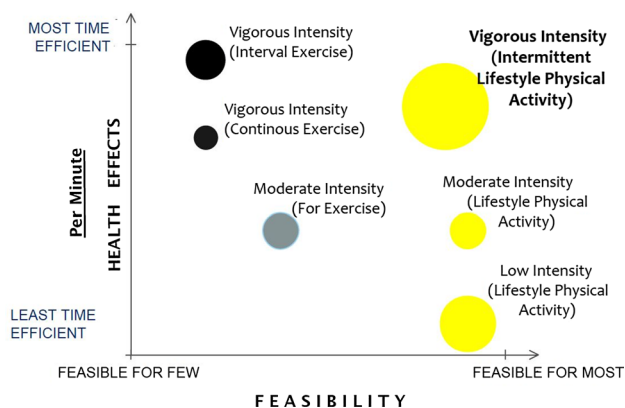 MOST TIME
EFFICIENT
Vigorous Intensity
(Interval Exercise)
Vigorous Intensity
(Intermittent
Lifestyle Physical
Activity)
Vigorous Intensity
(Continous Exercise)
Per Minute
HEALTH EFFECTS
Moderate Intensity
(For Exercise)
Moderate Intensity
(Lifestyle Physical
Activity)
Low Intensity
(Lifestyle Physical
Activity)
LEAST TIME
EFFICIENT
FEASIBLE FOR FEW
FEASIBLE FOR MOST
FEASIBILITY